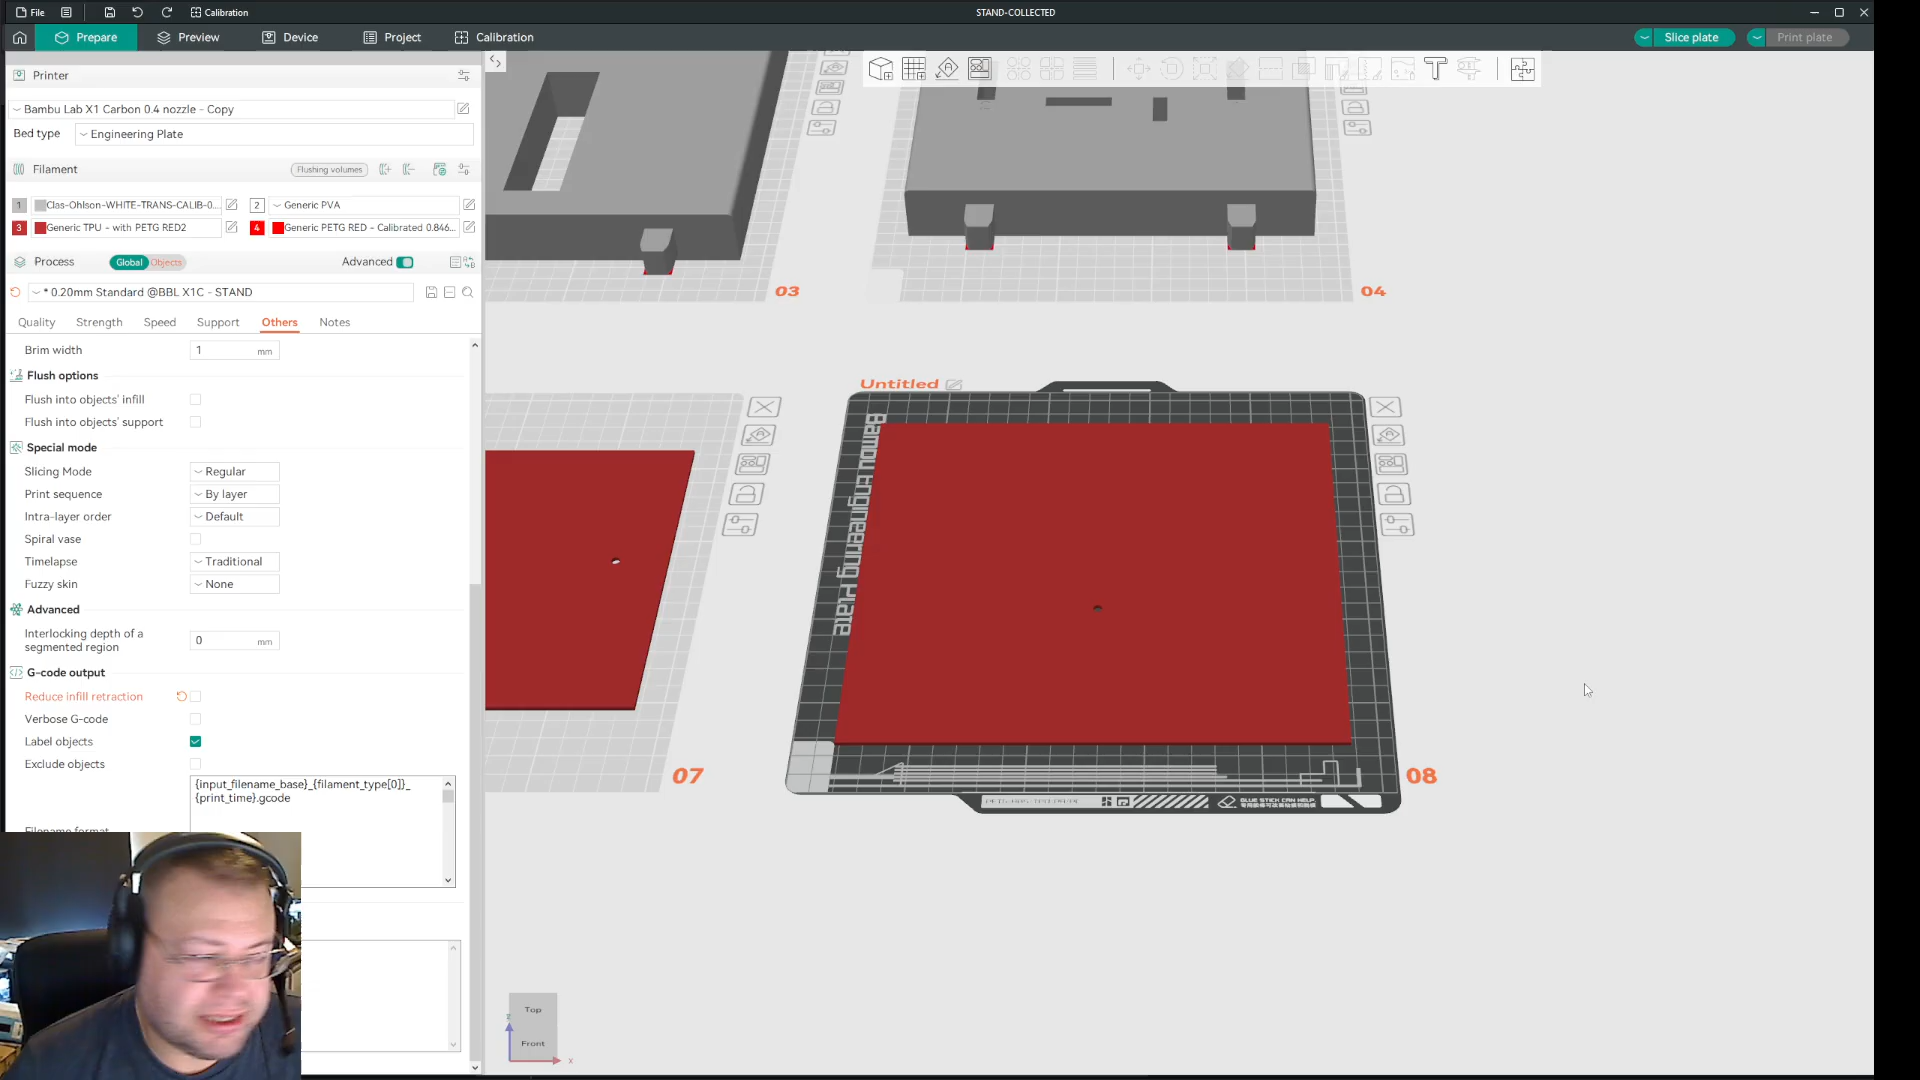 File
Calibration
STAND-COLLECTED
Prepare
Preview
Device
Project
Calibration
Slice plate
Print plate
Printer
Bambu Lab X1 Carbon 0.4 nozzle - Copy
Bed type
Engineering Plate
Filament
Flushing volumes
1 Clas-Ohlson-WHITE-TRANS-CALIB-0...
2 Generic PVA
3 Generic TPU - with PETG RED2
4 Generic PETG RED - Calibrated 0.846...
Process
Global
Objects
Advanced
* 0.20mm Standard @BBL X1C - STAND
Quality
Strength
Speed
Support
Others
Notes
Brim width
1 mm
Flush options
Flush into objects' infill
Flush into objects' support
Special mode
Slicing Mode
Regular
Print sequence
By layer
Intra-layer order
Default
Spiral vase
Timelapse
Traditional
Fuzzy skin
None
Advanced
Interlocking depth of a
segmented region
0 mm
G-code output
Reduce infill retraction
Verbose G-code
Label objects
Exclude objects
{input_filename_base}_{filament_type[0]}_
{print_time}.gcode
Filename format
03
04
Untitled
Bambu Engineering Plate
07
08
GLUE STICK CAN HELP.
Top
Front
z
x